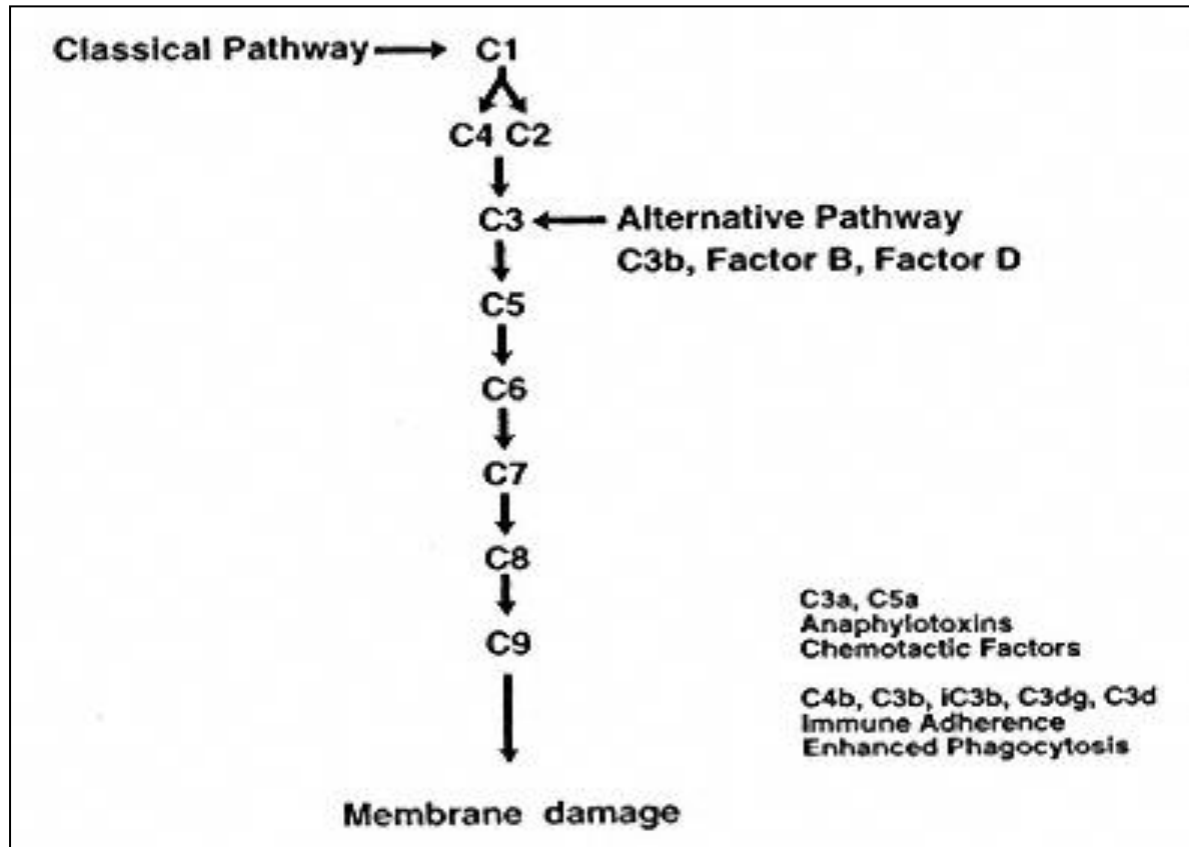 Classical Pathway C1
C4 C2
C3 Alternative Pathway
C3b, Factor B, Factor D
C5
C6
C7
C8
C9
Membrane damage
C3a, C5a
Anaphylotoxins
Chemotactic Factors
C4b, C3b, iC3b, C3dg, C3d
Immune Adherence
Enhanced Phagocytosis